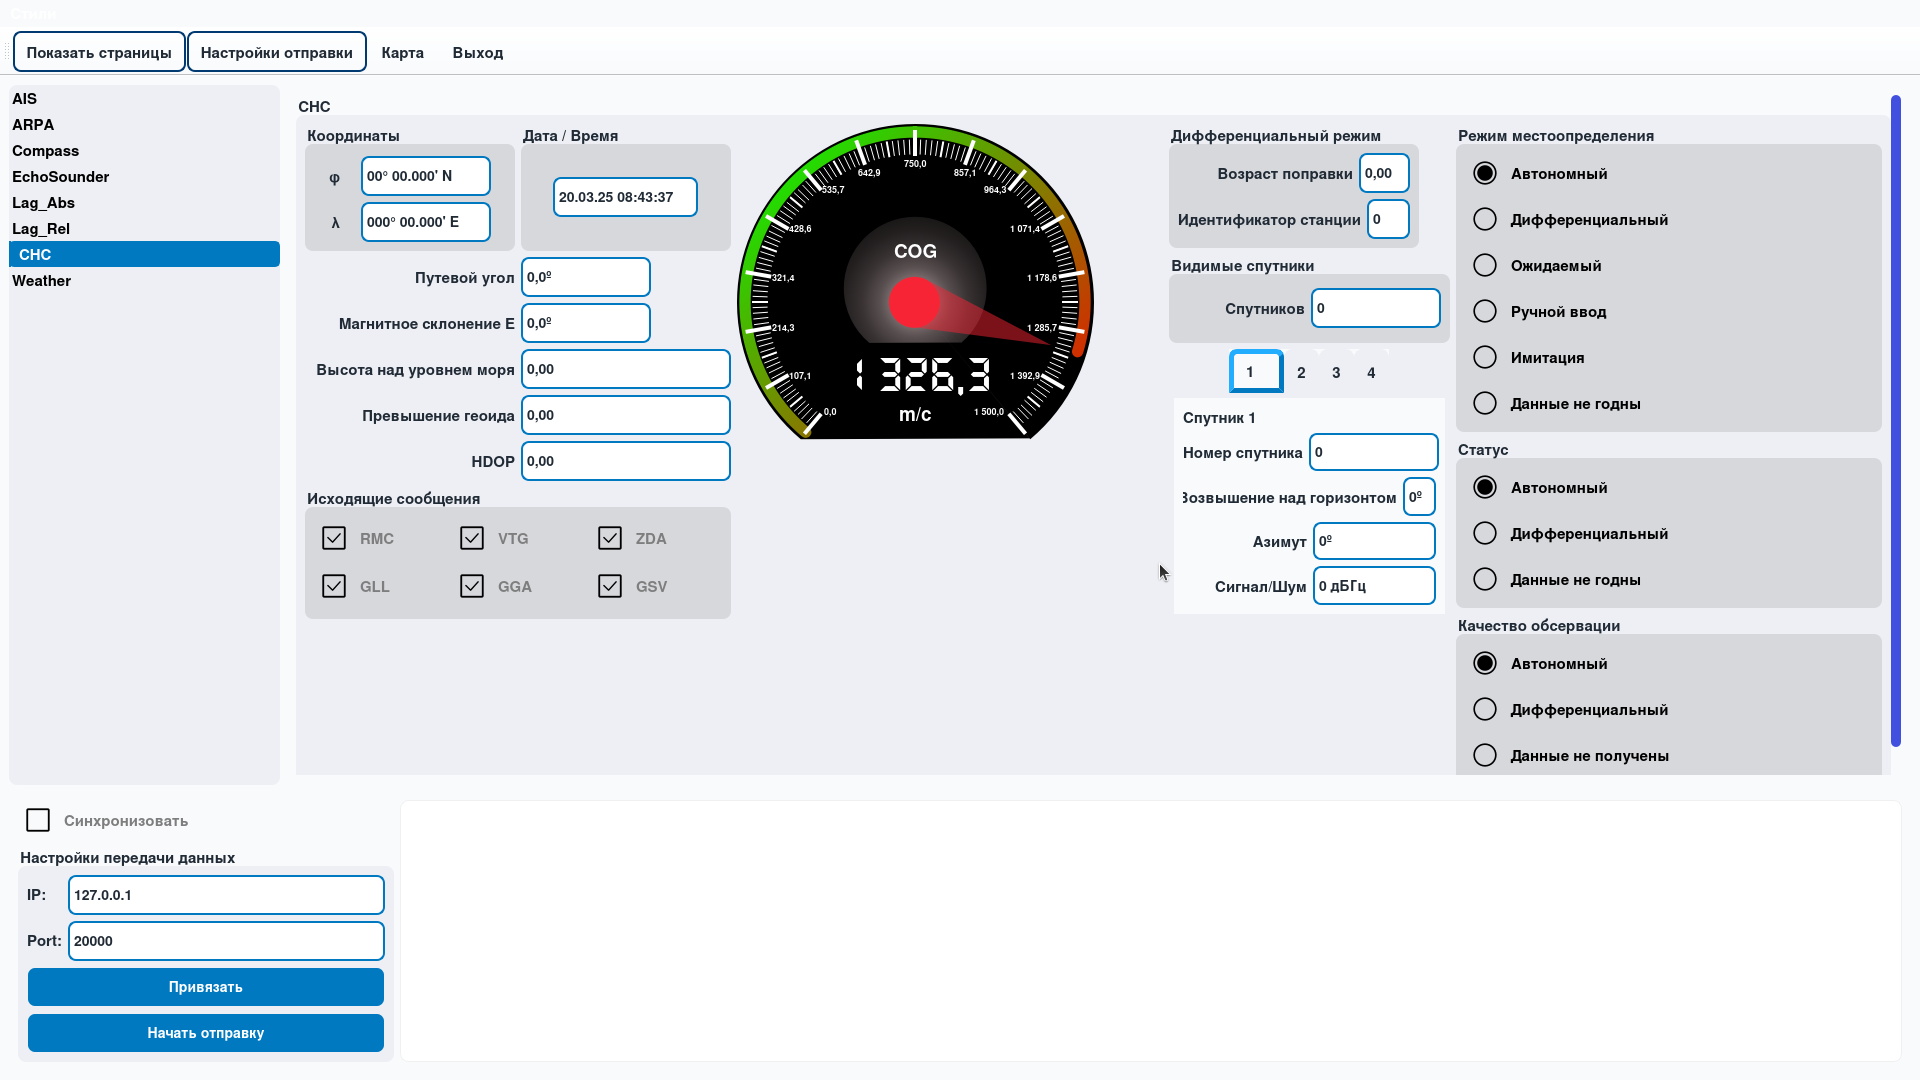 Показать страницы
Настройки отправки
Карта
Выход
AIS
ARPA
Compass
EchoSounder
Lag_Abs
Lag_Rel
СНС
Weather
СНС
Координаты
φ 00° 00.000' N
λ 000° 00.000' E
Дата / Время
20.03.25 08:43:37
Путевой угол 0,0º
Магнитное склонение E 0,0º
Высота над уровнем моря 0,00
Превышение геоида 0,00
HDOP 0,00
Исходящие сообщения
RMC VTG ZDA
GLL GGA GSV
0,0
107,1
214,3
321,4
428,6
535,7
642,9
750,0
857,1
964,3
1 071,4
1 178,6
1 285,7
1 392,9
1 500,0
COG
1326,3
m/c
Дифференциальный режим
Возраст поправки 0,00
Идентификатор станции 0
Видимые спутники
Спутников 0
1 2 3 4
Спутник 1
Номер спутника 0
Возвышение над горизонтом 0º
Азимут 0º
Сигнал/Шум 0 дБГц
Режим местоопределения
Автономный
Дифференциальный
Ожидаемый
Ручной ввод
Имитация
Данные не годны
Статус
Автономный
Дифференциальный
Данные не годны
Качество обсервации
Автономный
Дифференциальный
Данные не получены
Синхронизовать
Настройки передачи данных
IP: 127.0.0.1
Port: 20000
Привязать
Начать отправку